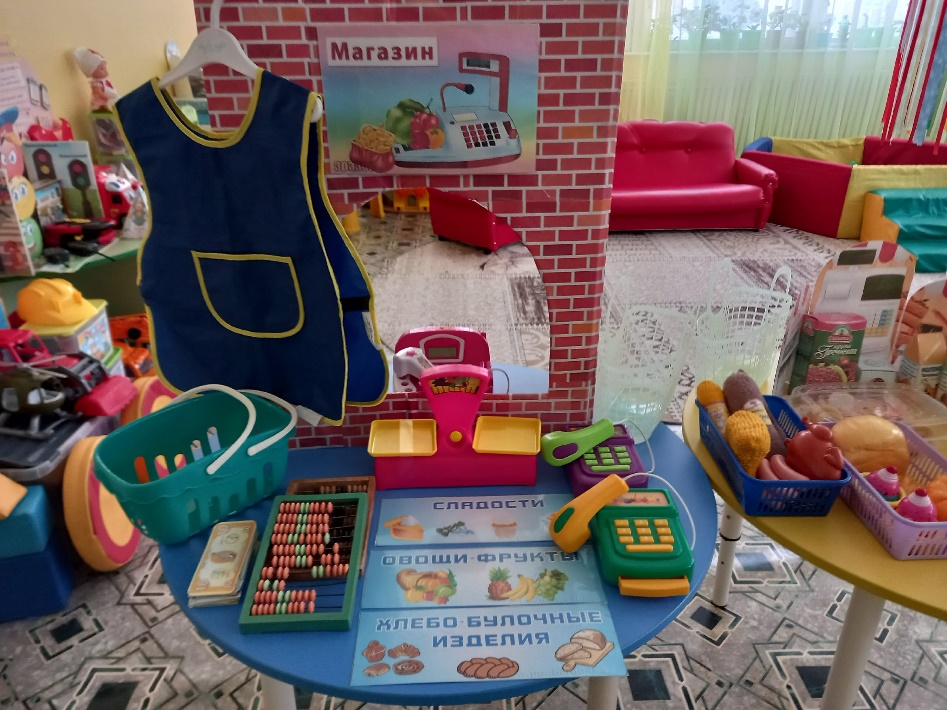 Магазин
СЛАДОСТИ
ОВОЩИ-ФРУКТЫ
ХЛЕБО-БУЛОЧНЫЕ
ИЗДЕЛИЯ